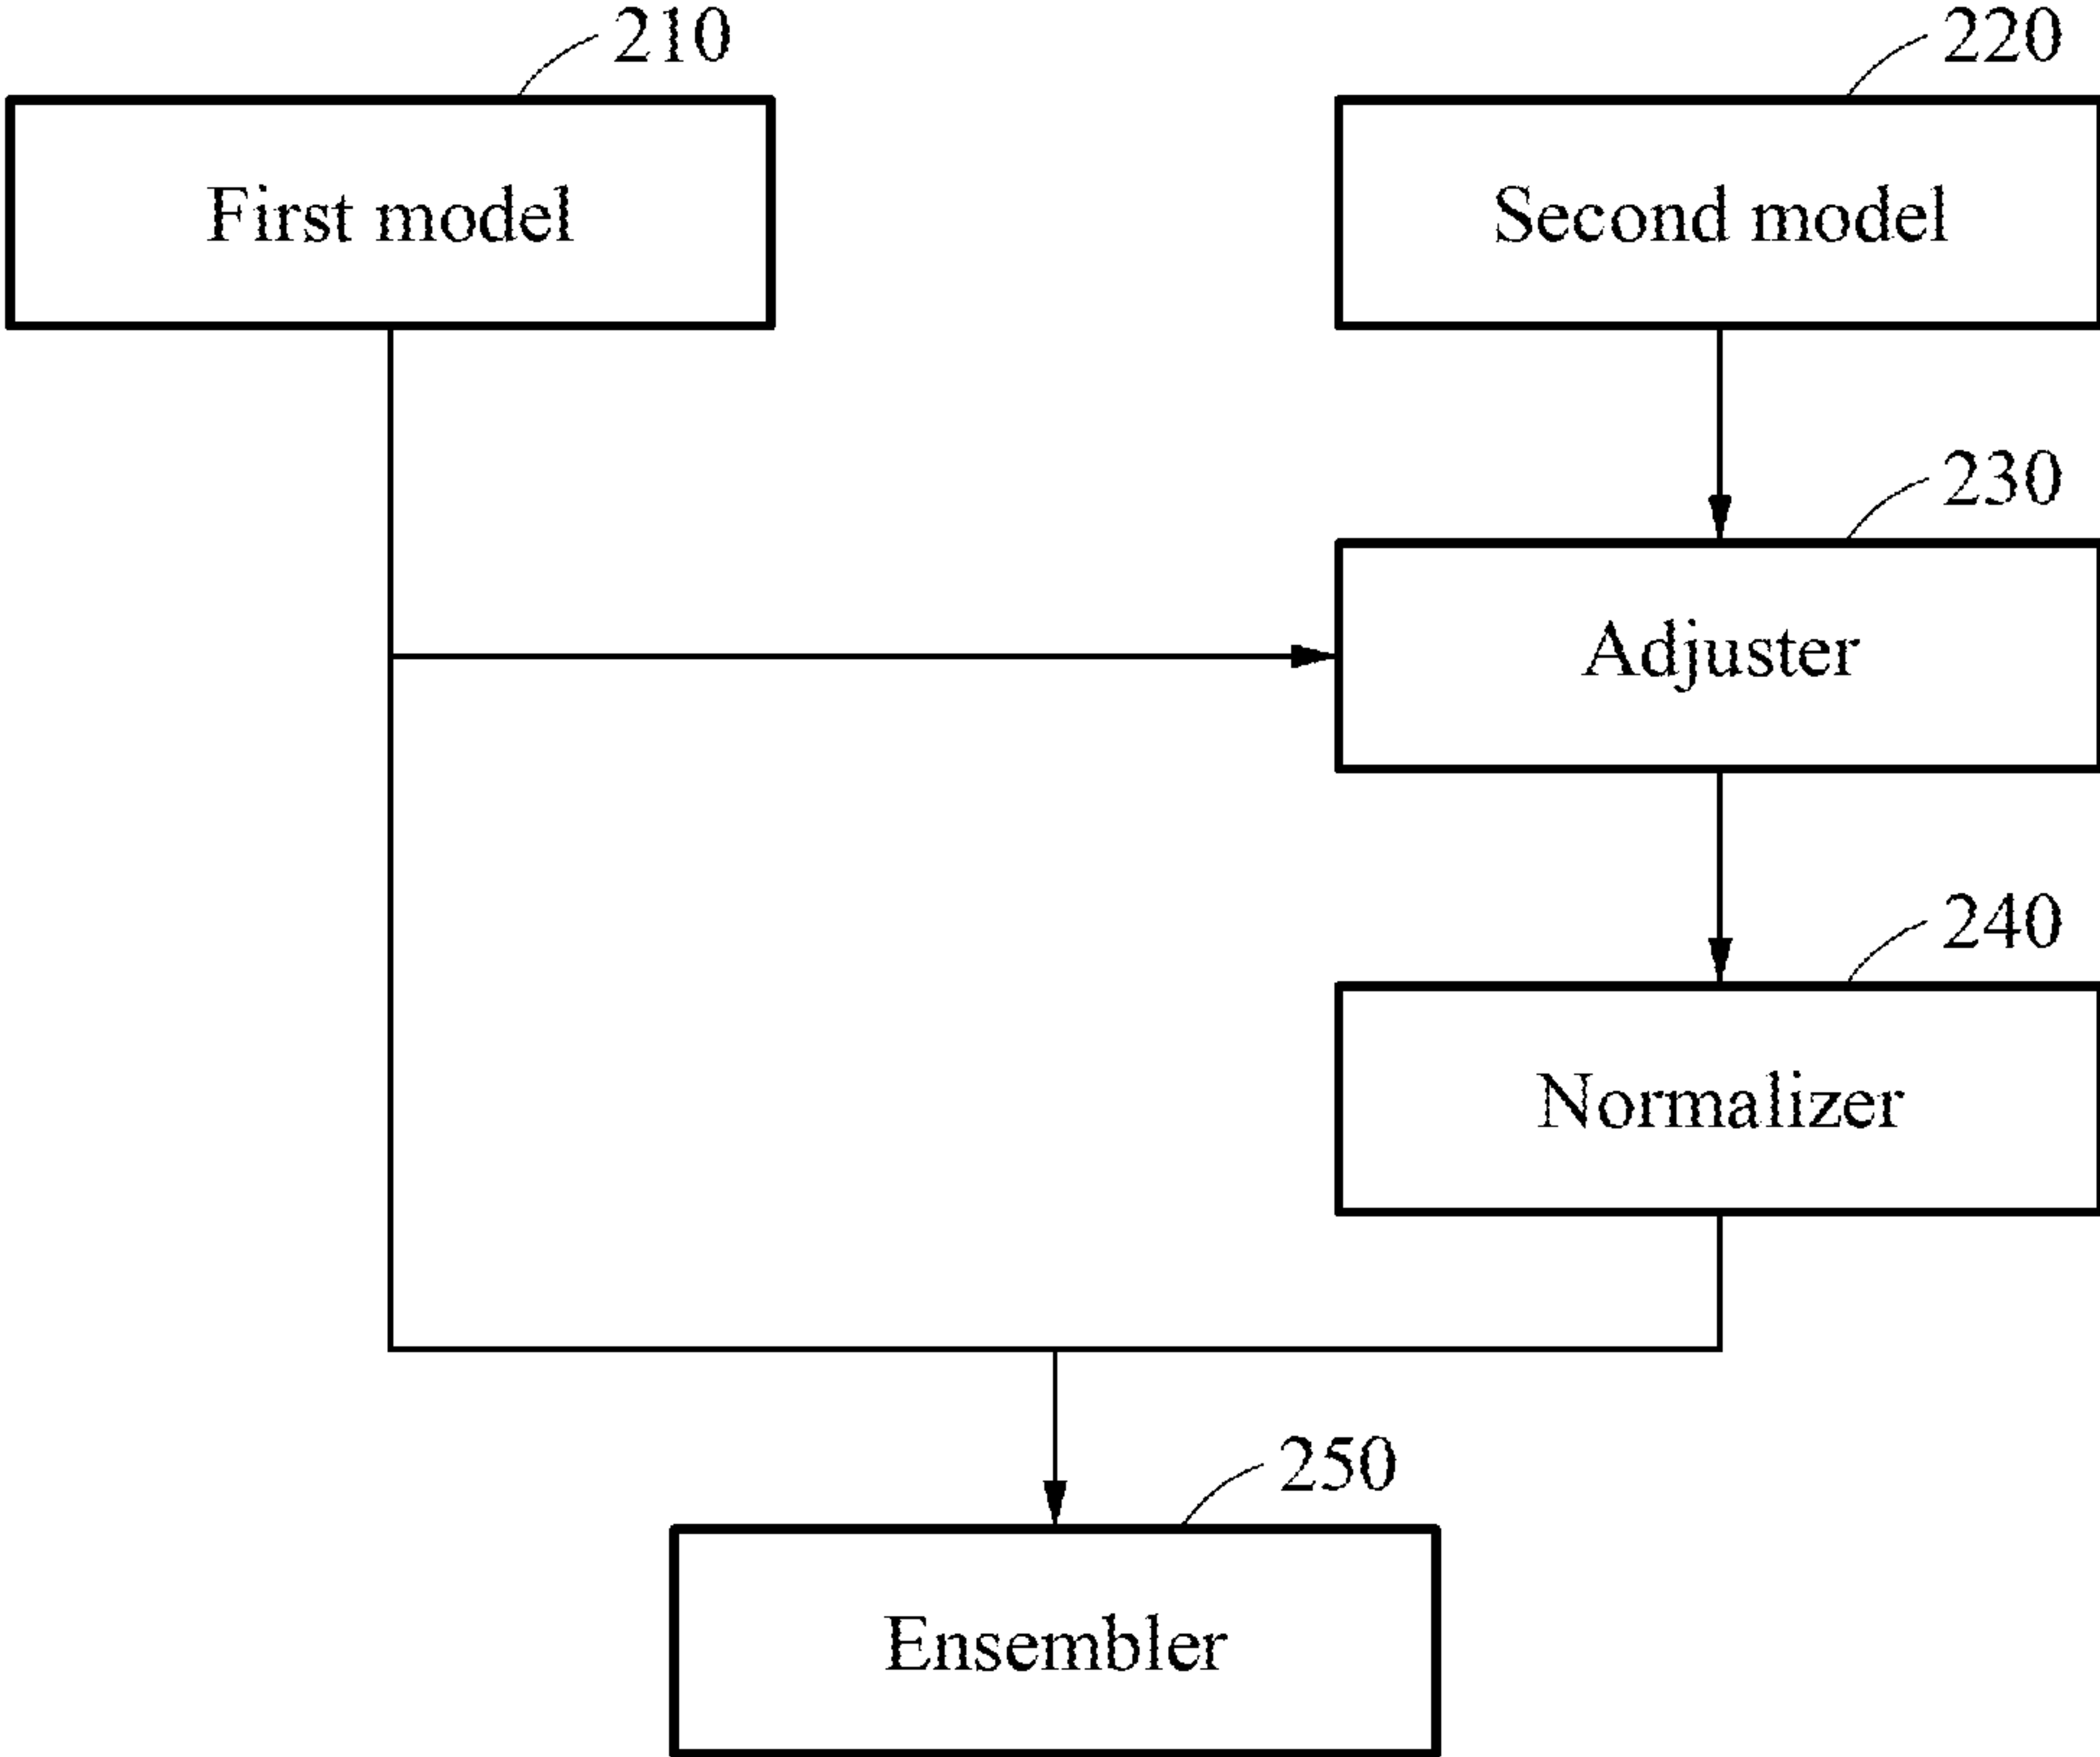 210
220
First model
Second model
230
Adjuster
240
Normalizer
250
Ensembler